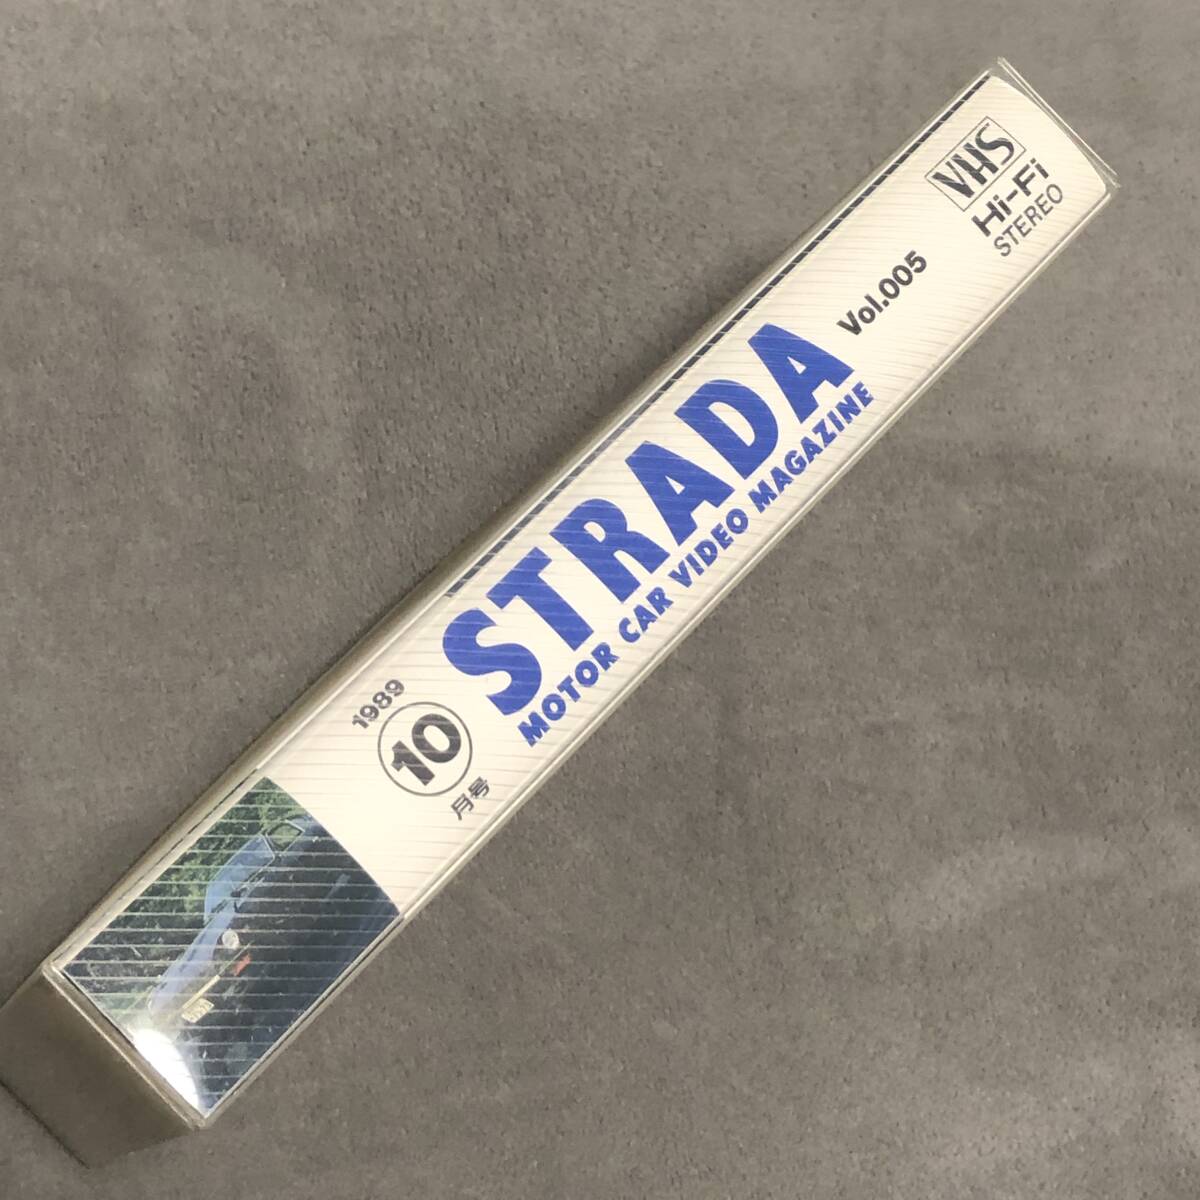 1989
10
月号
STRADA
MOTOR CAR VIDEO MAGAZINE
Vol.005
VHS
Hi-Fi
STEREO